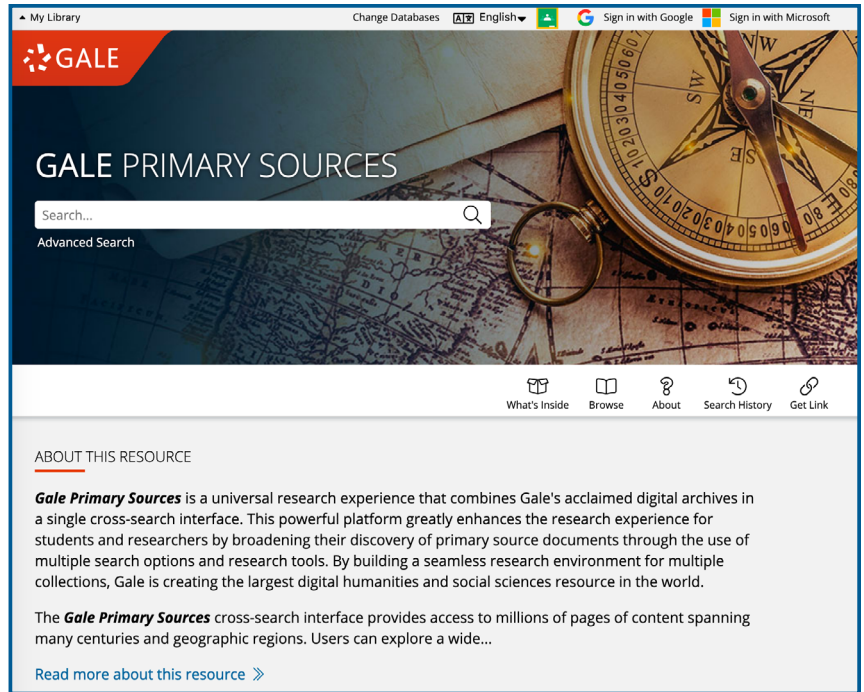 My Library
Change Databases
English
Sign in with Google
Sign in with Microsoft
GALE
GALE PRIMARY SOURCES
Search...
Advanced Search
NW
SW
NE
SE
S
What's Inside
Browse
About
Search History
Get Link
ABOUT THIS RESOURCE
Gale Primary Sources is a universal research experience that combines Gale's acclaimed digital archives in
a single cross-search interface. This powerful platform greatly enhances the research experience for
students and researchers by broadening their discovery of primary source documents through the use of
multiple search options and research tools. By building a seamless research environment for multiple
collections, Gale is creating the largest digital humanities and social sciences resource in the world.
The Gale Primary Sources cross-search interface provides access to millions of pages of content spanning
many centuries and geographic regions. Users can explore a wide...
Read more about this resource